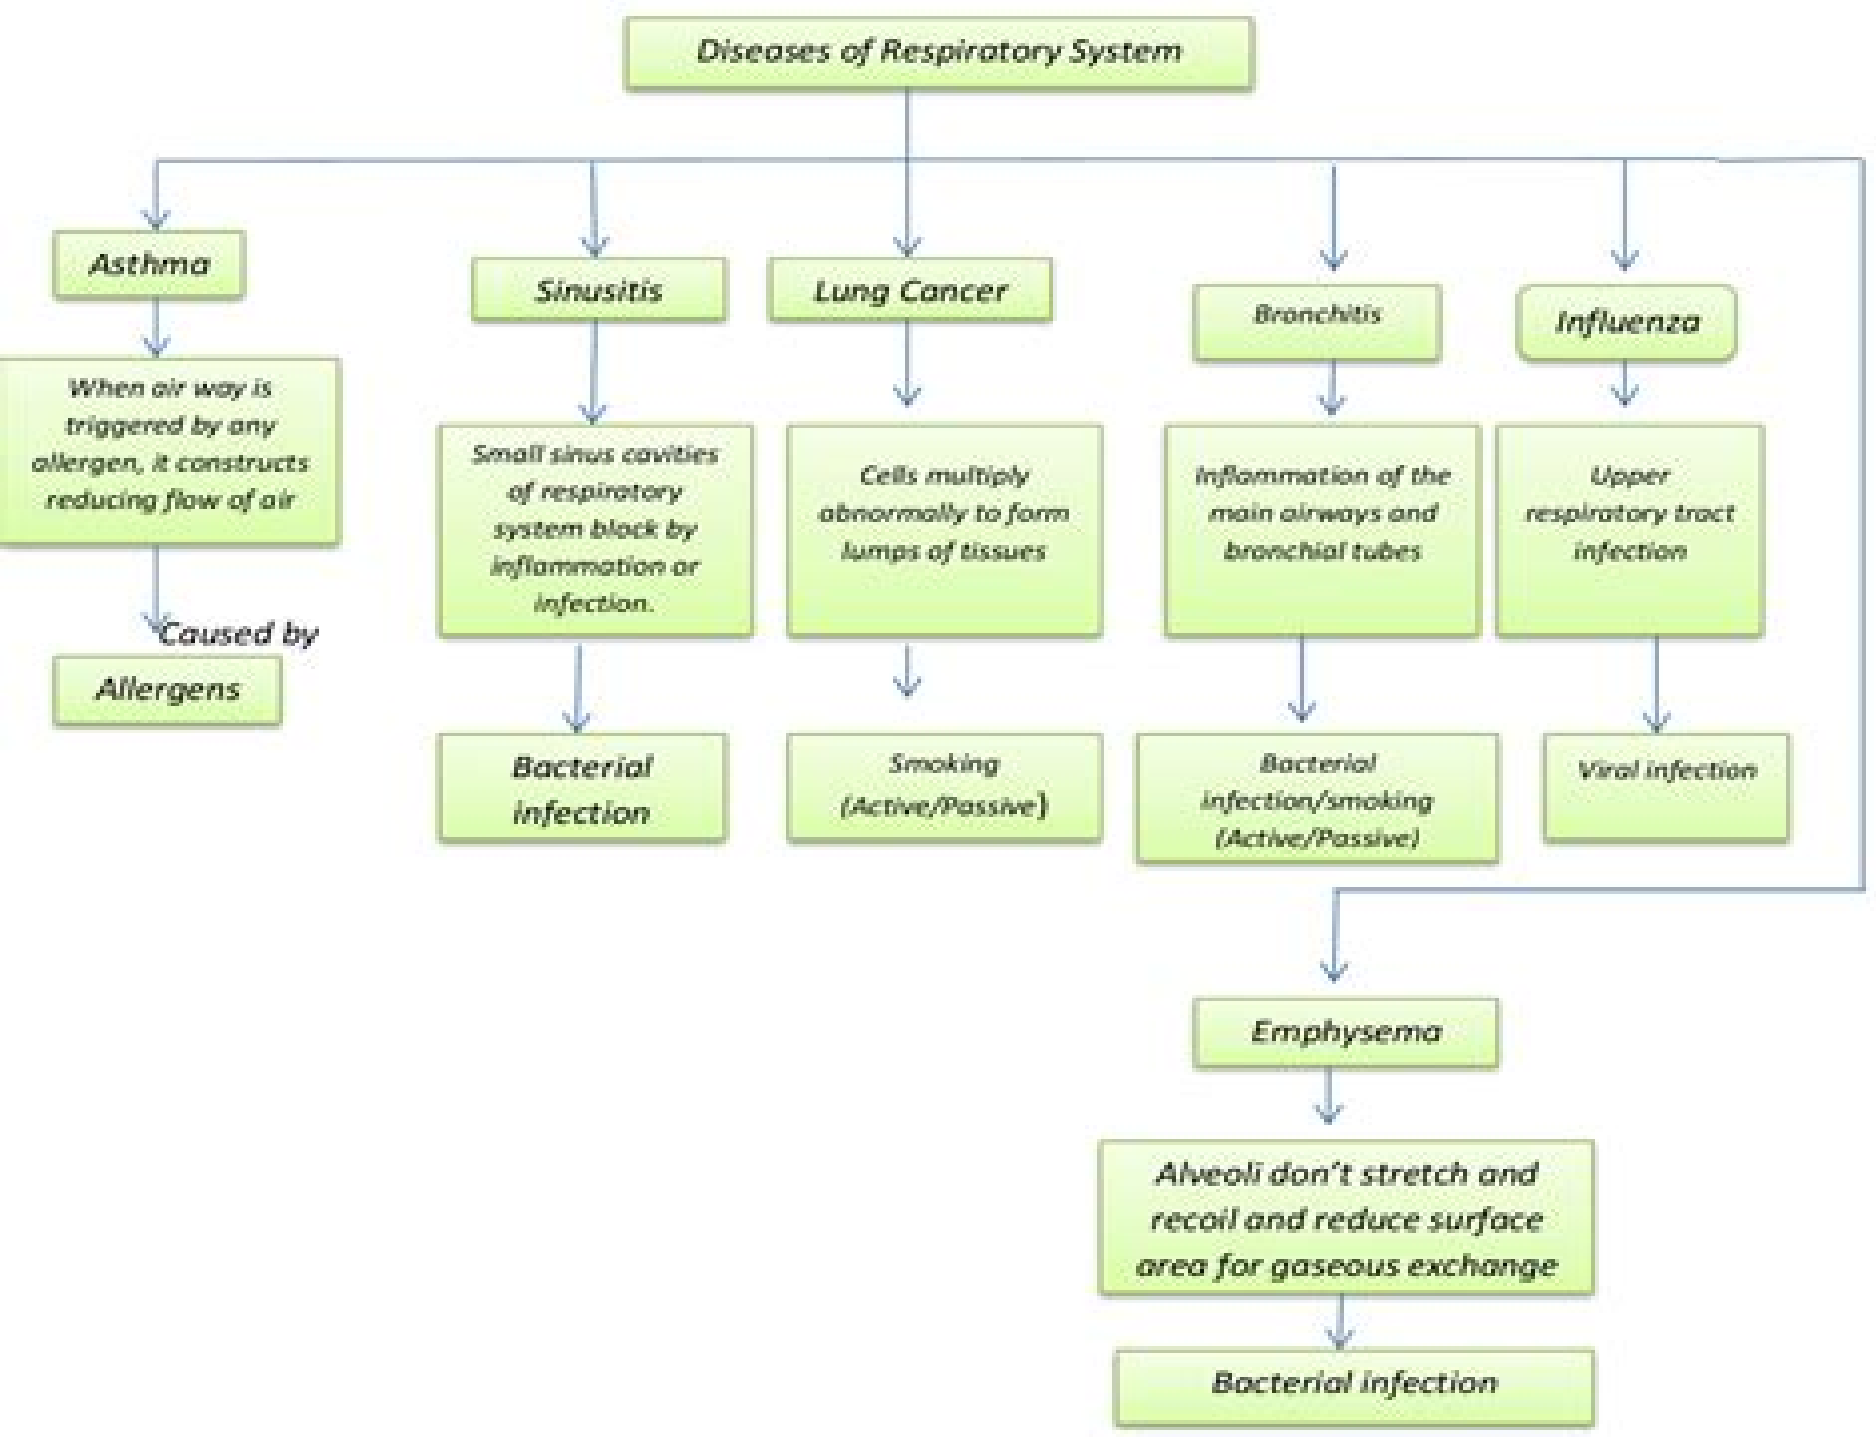 Diseases of Respiratory System
Asthma
When air way is
triggered by any
allergen, it constructs
reducing flow of air
Caused by
Allergens
Sinusitis
Small sinus cavities
of respiratory
system block by
inflammation or
infection.
Bacterial
infection
Lung Cancer
Cells multiply
abnormally to form
lumps of tissues
Smoking
(Active/Passive)
Bronchitis
Inflammation of the
main airways and
bronchial tubes
Bacterial
infection/smoking
(Active/Passive)
Influenza
Upper
respiratory tract
infection
Viral infection
Emphysema
Alveoli don't stretch and
recoil and reduce surface
area for gaseous exchange
Bacterial infection